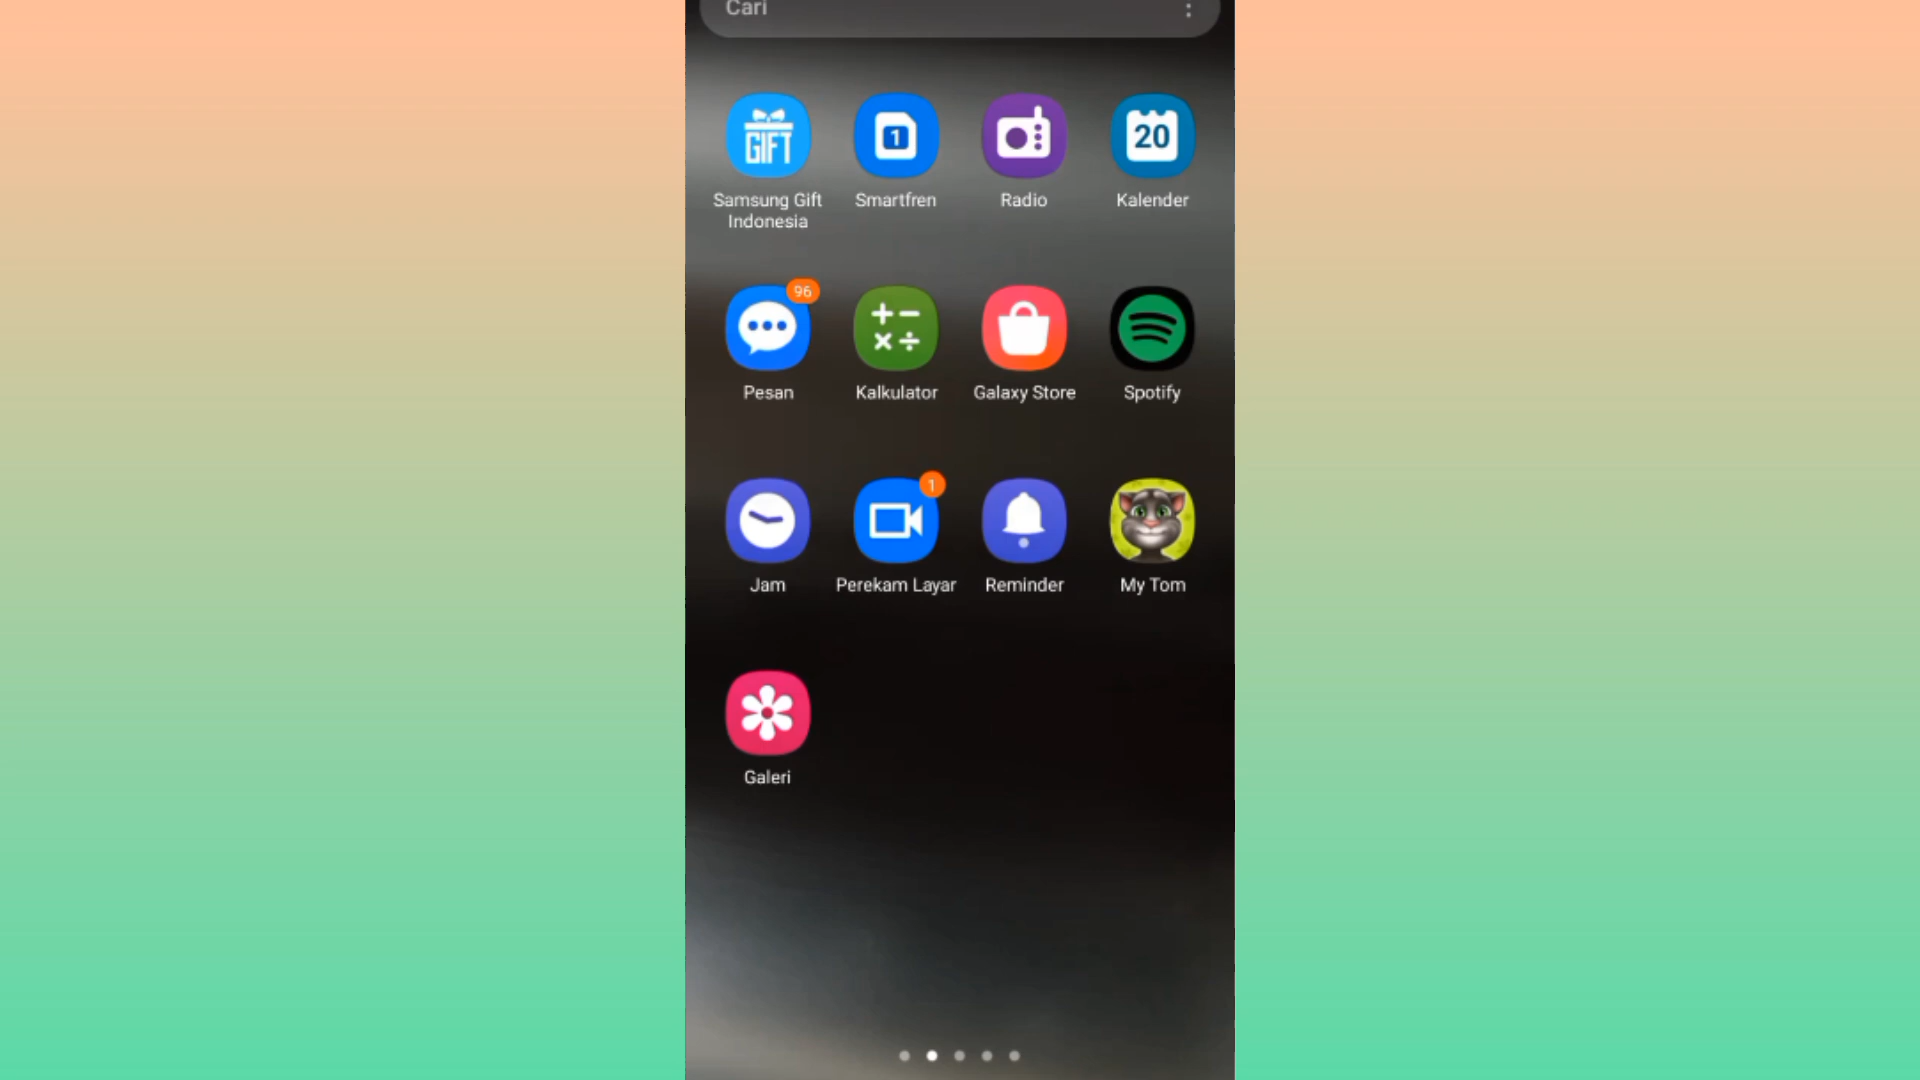 Cari
GIFT
1
20
Samsung Gift
Indonesia
Smartfren
Radio
Kalender
96
Pesan
Kalkulator
Galaxy Store
Spotify
1
Jam
Perekam Layar
Reminder
My Tom
Galeri